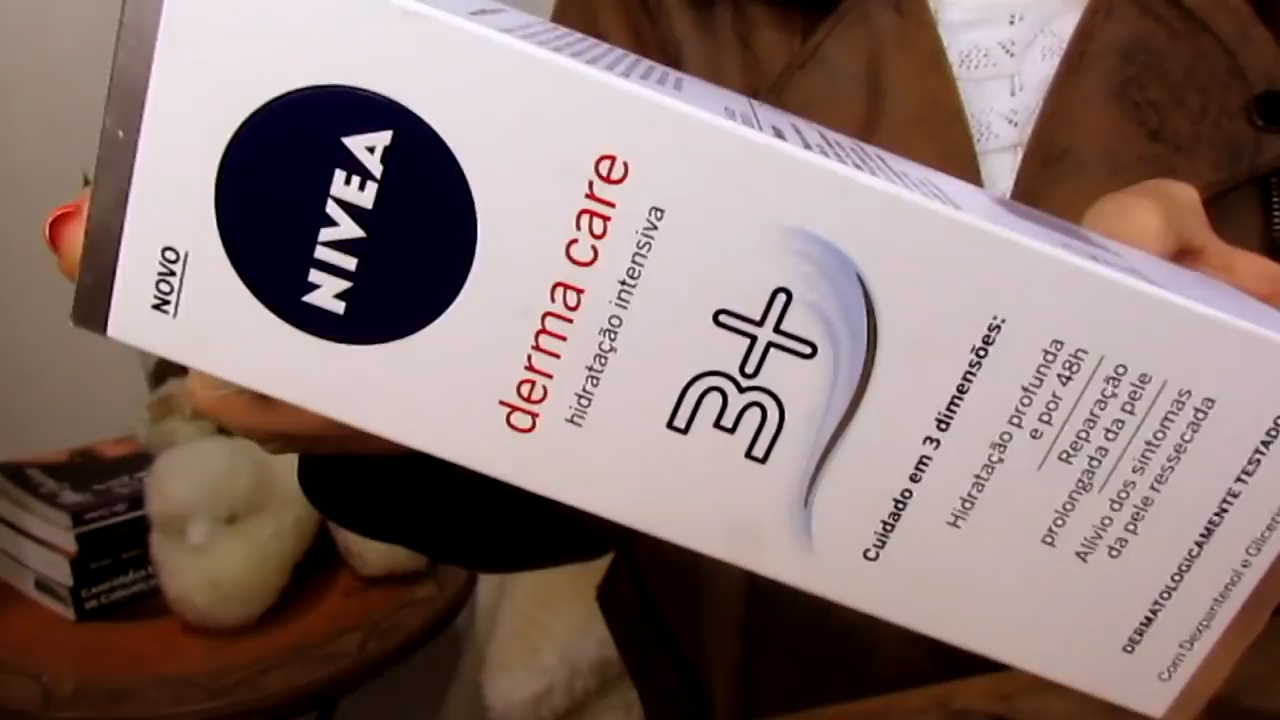 NOVO
NIVEA
derma care
hidratação intensiva
3+
Cuidado em 3 dimensões:
Hidratação profunda
e por 48h
Reparação
prolongada da pele
Alívio dos sintomas
da pele ressecada
DERMATOLOGICAMENTE TESTADO
Com Dexpantenol e